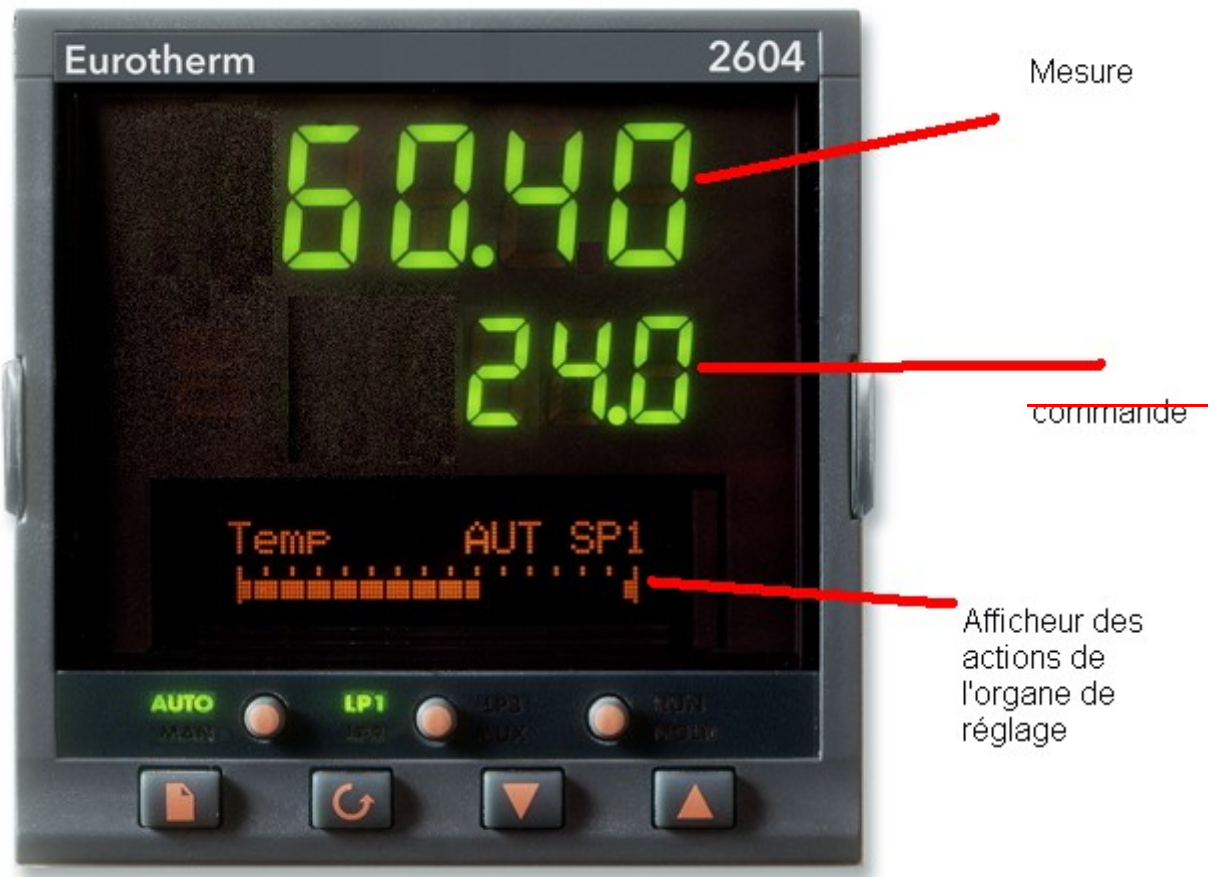 Eurotherm 2604
Mesure
60.40
24.0
commande
Temp AUT SP1
Afficheur des
actions de
l'organe de
réglage
AUTO LP1
MAN
AUX